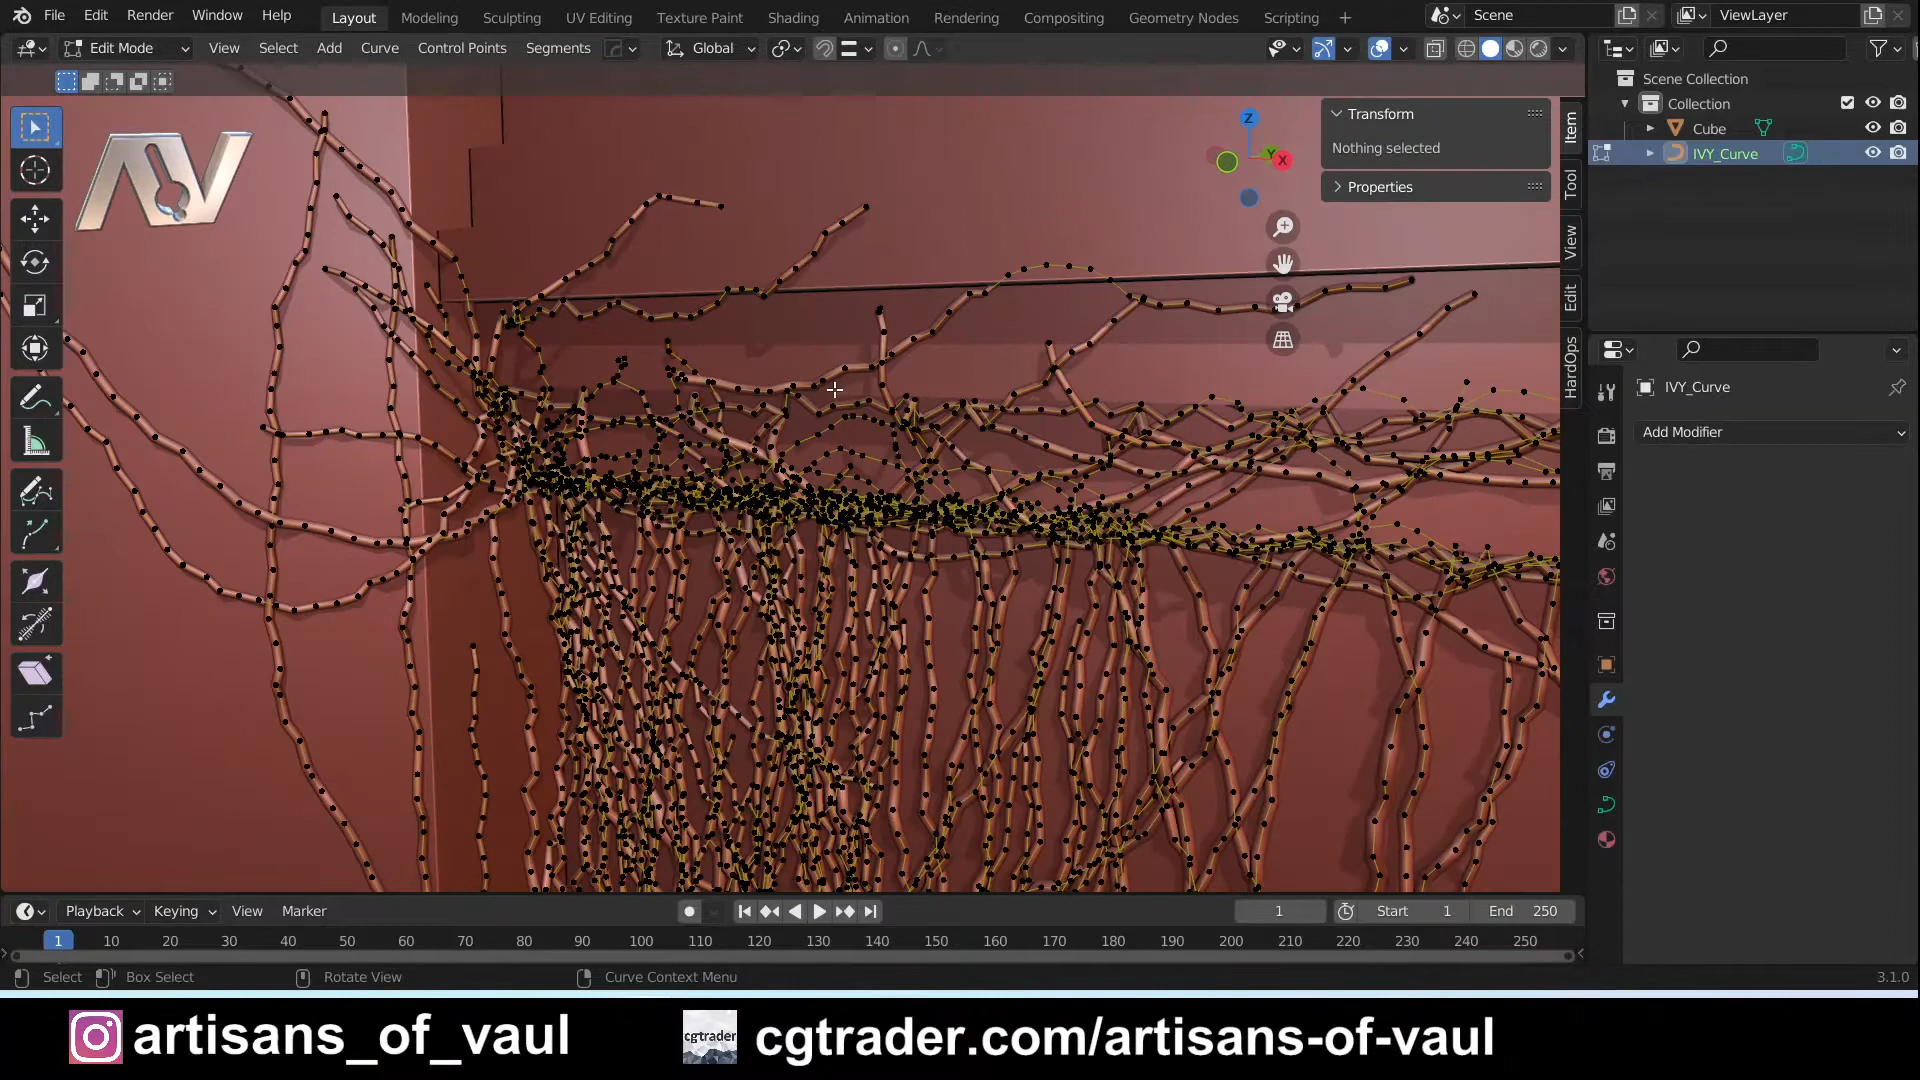 File Edit Render Window Help Layout Modeling Sculpting UV Editing Texture Paint Shading Animation Rendering Compositing Geometry Nodes Scripting + Scene ViewLayer
Edit Mode View Select Add Curve Control Points Segments Global
Scene Collection
Collection
Cube
IVY_Curve
Transform
Nothing selected
Properties
Z
Y
X
Item
Tool
View
Edit
HardOps
AV
IVY_Curve
Add Modifier
Playback Keying View Marker 1 Start 1 End 250
1 10 20 30 40 50 60 70 80 90 100 110 120 130 140 150 160 170 180 190 200 210 220 230 240 250
Select Box Select Rotate View Curve Context Menu 3.1.0
artisans_of_vaul cgtrader cgtrader.com/artisans-of-vaul